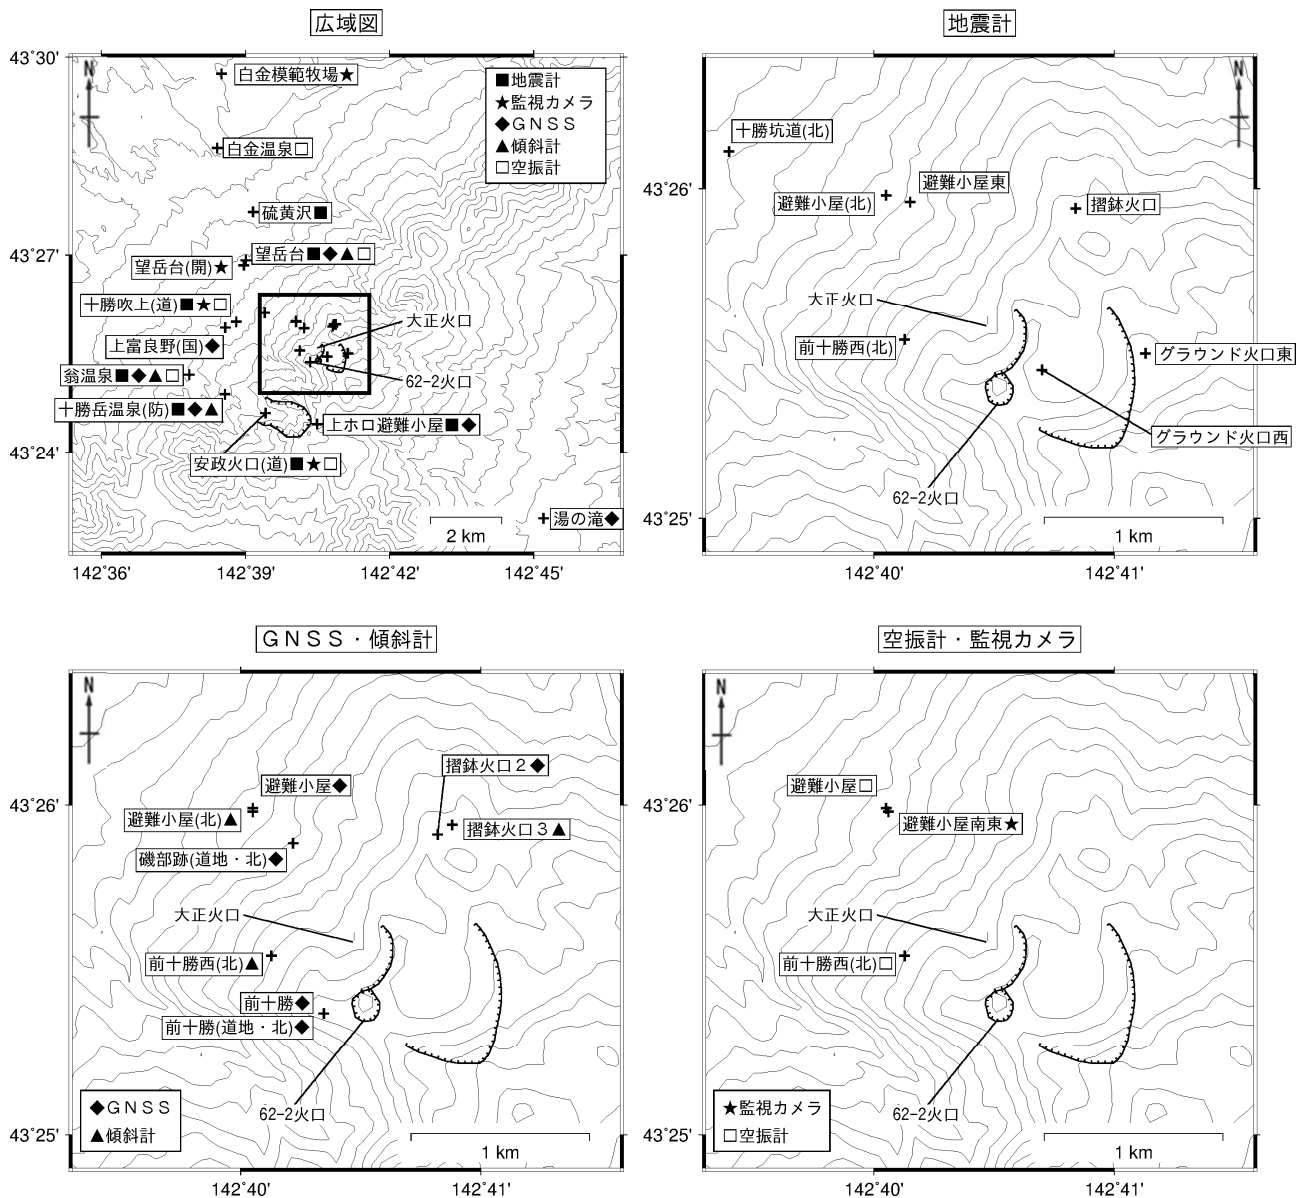 広域図
43°30'
43°27'
43°24'
142°36'
142°39'
142°42'
142°45'
N
白金模範牧場★
白金温泉□
硫黄沢■
望岳台■◆▲□
望岳台(開)★
十勝吹上(道)■★□
上富良野(国)◆
翁温泉■◆▲□
十勝岳温泉(防)■◆▲
大正火口
62-2火口
上ホロ避難小屋■◆
安政火口(道)■★□
湯の滝◆
2 km
■地震計
★監視カメラ
◆ＧＮＳＳ
▲傾斜計
□空振計
地震計
43°26'
43°25'
142°40'
142°41'
N
十勝坑道(北)
避難小屋東
避難小屋(北)
摺鉢火口
大正火口
前十勝西(北)
グラウンド火口東
グラウンド火口西
62-2火口
1 km
ＧＮＳＳ・傾斜計
43°26'
43°25'
142°40'
142°41'
N
摺鉢火口２◆
避難小屋◆
避難小屋(北)▲
摺鉢火口３▲
磯部跡(道地・北)◆
大正火口
前十勝西(北)▲
前十勝◆
前十勝(道地・北)◆
62-2火口
◆ＧＮＳＳ
▲傾斜計
1 km
空振計・監視カメラ
43°26'
43°25'
142°40'
142°41'
N
避難小屋□
避難小屋南東★
大正火口
前十勝西(北)□
62-2火口
★監視カメラ
□空振計
1 km